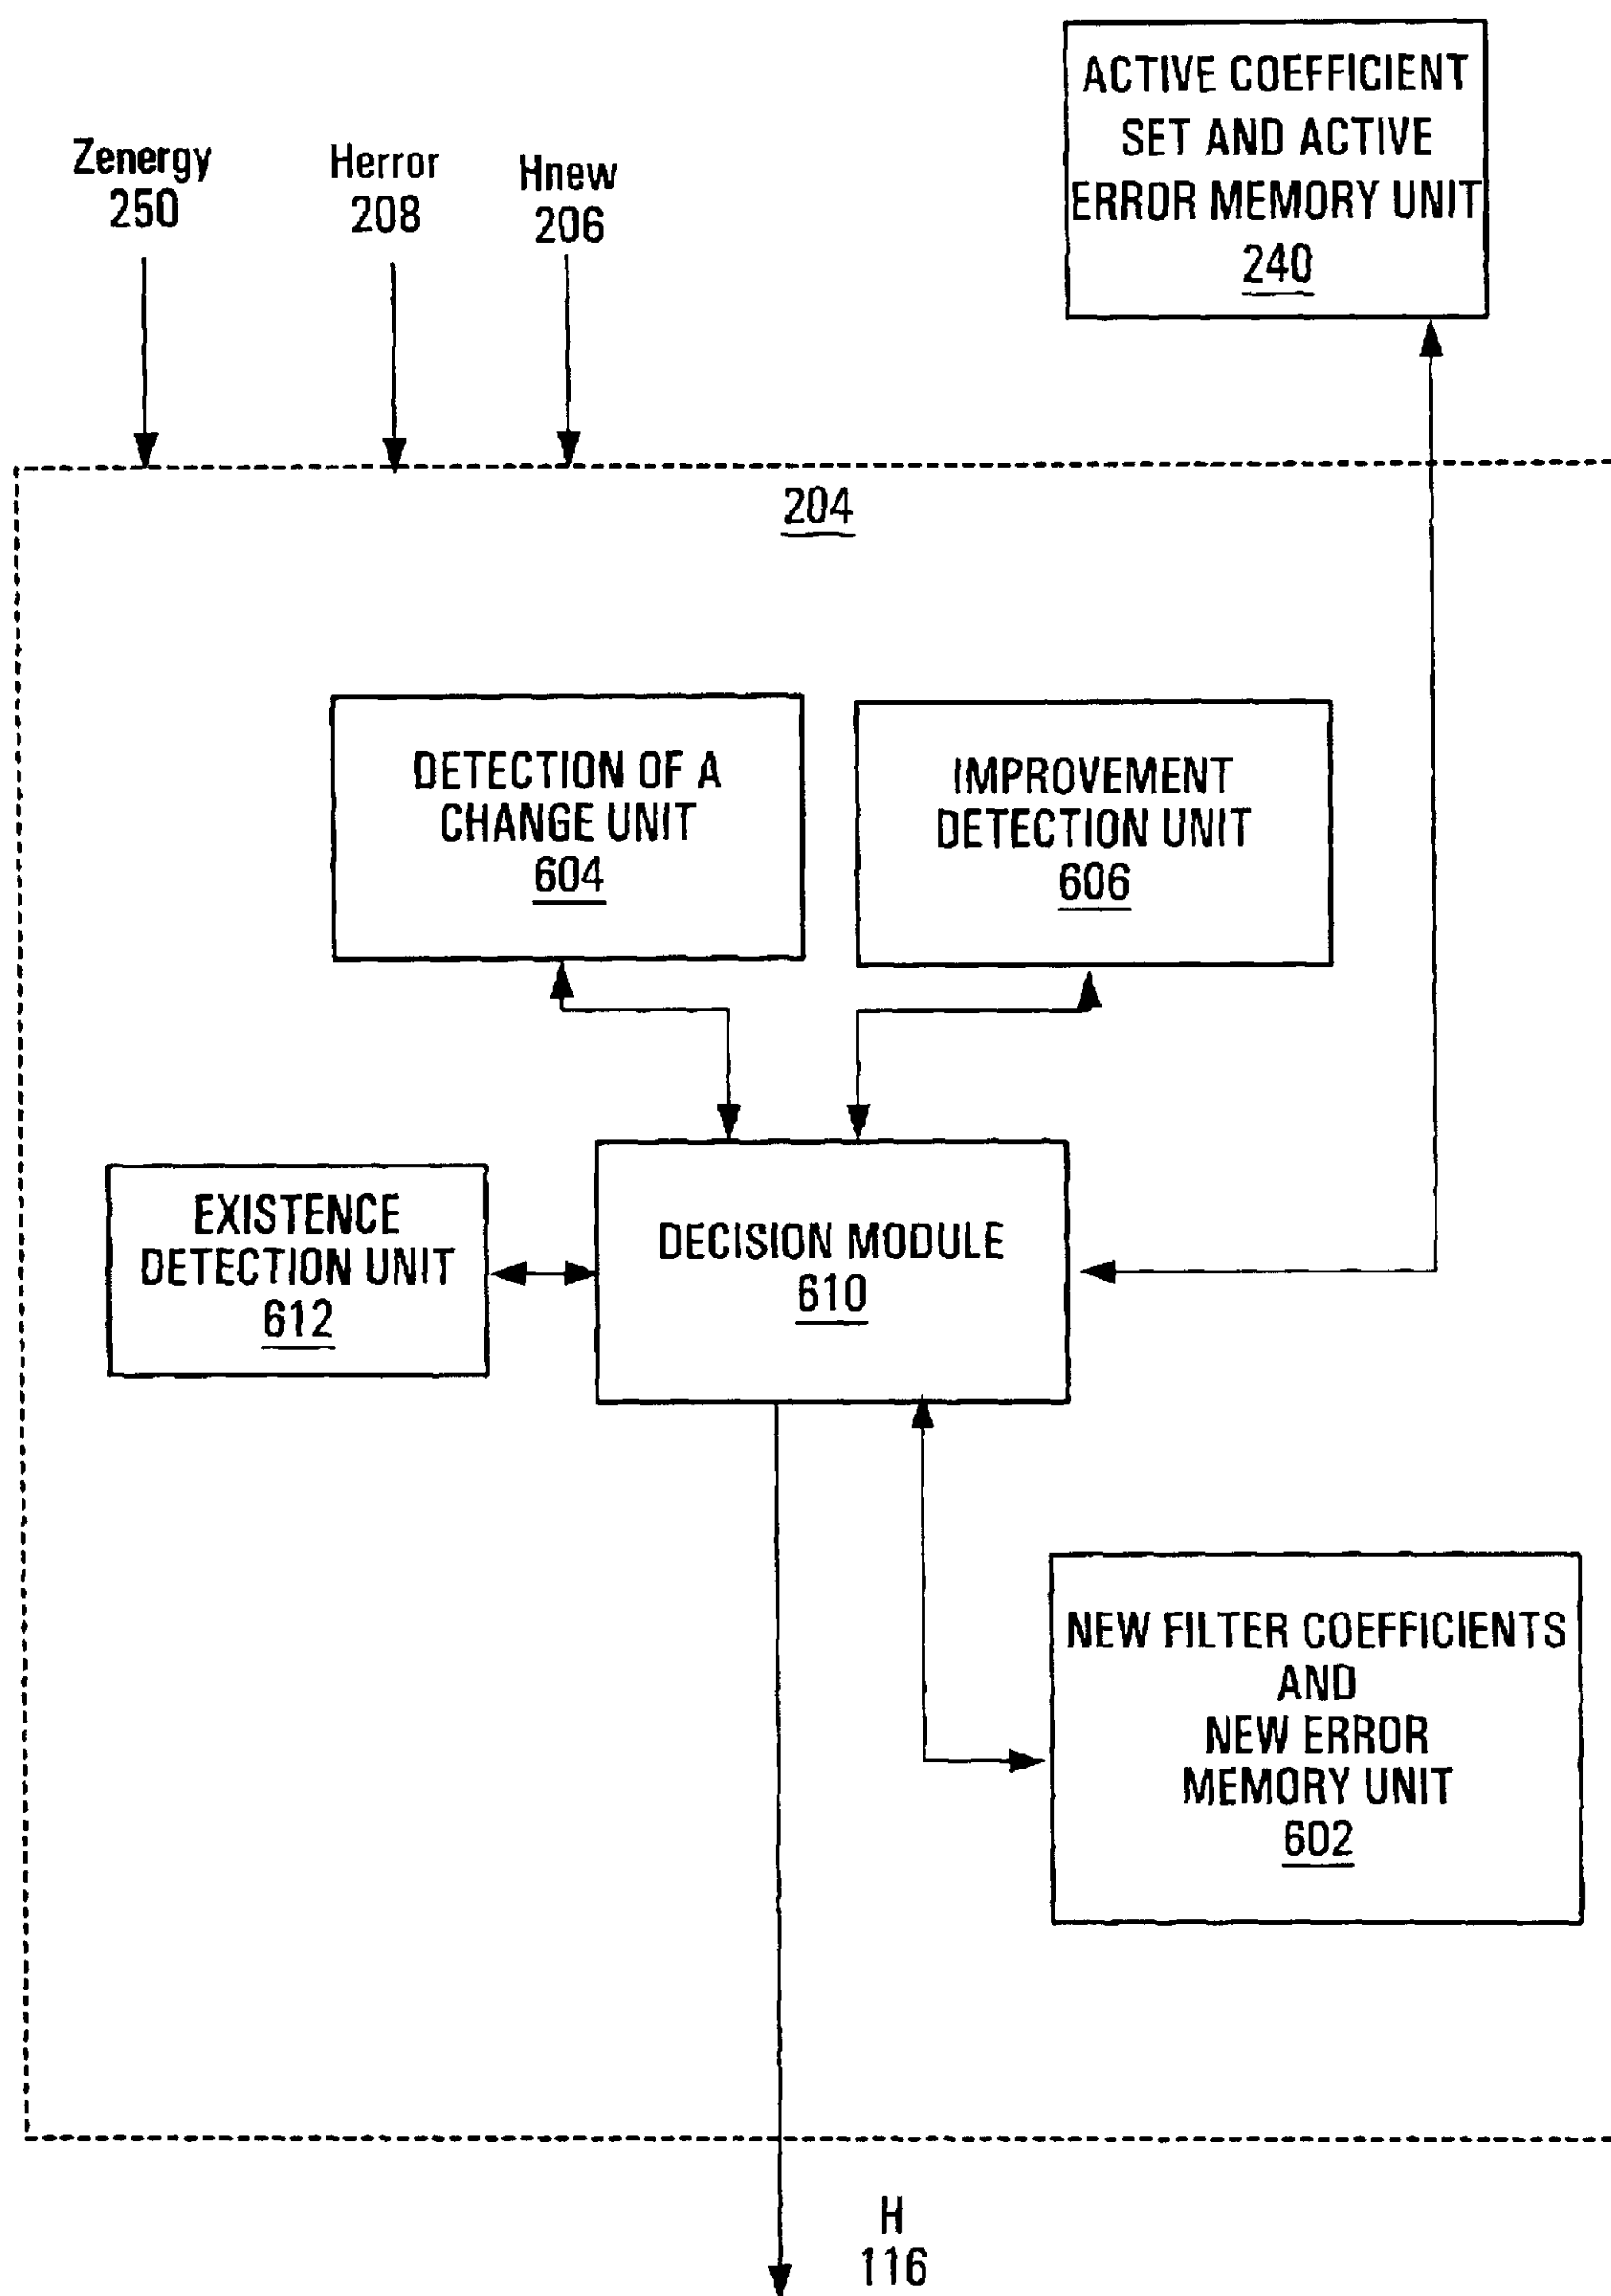 ACTIVE COEFFICIENT
SET AND ACTIVE
ERROR MEMORY UNIT
240
Zenergy
250
Herror
208
Hnew
206
204
DETECTION OF A
CHANGE UNIT
604
IMPROVEMENT
DETECTION UNIT
606
EXISTENCE
DETECTION UNIT
612
DECISION MODULE
610
NEW FILTER COEFFICIENTS
AND
NEW ERROR
MEMORY UNIT
602
H
116